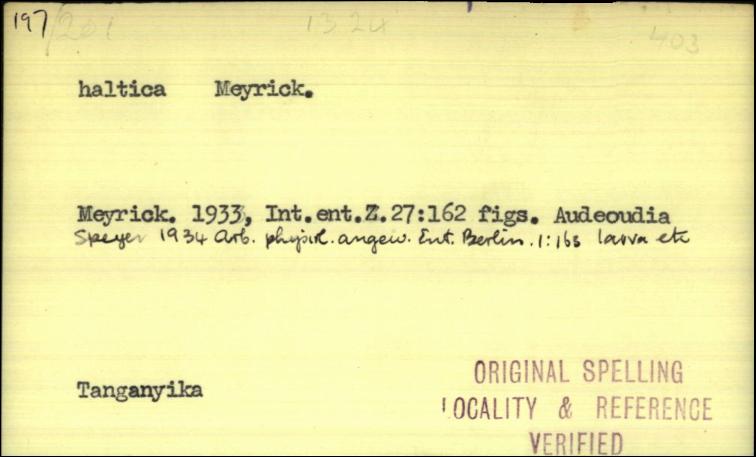 197/201 1324 403
haltica Meyrick.
Meyrick. 1933, Int.ent.Z.27:162 figs. Audeoudia
Speyer 1934 Arb. physiol. angew. Ent. Berlin. 1:163 larva etc
Tanganyika
ORIGINAL SPELLING
LOCALITY & REFERENCE
VERIFIED